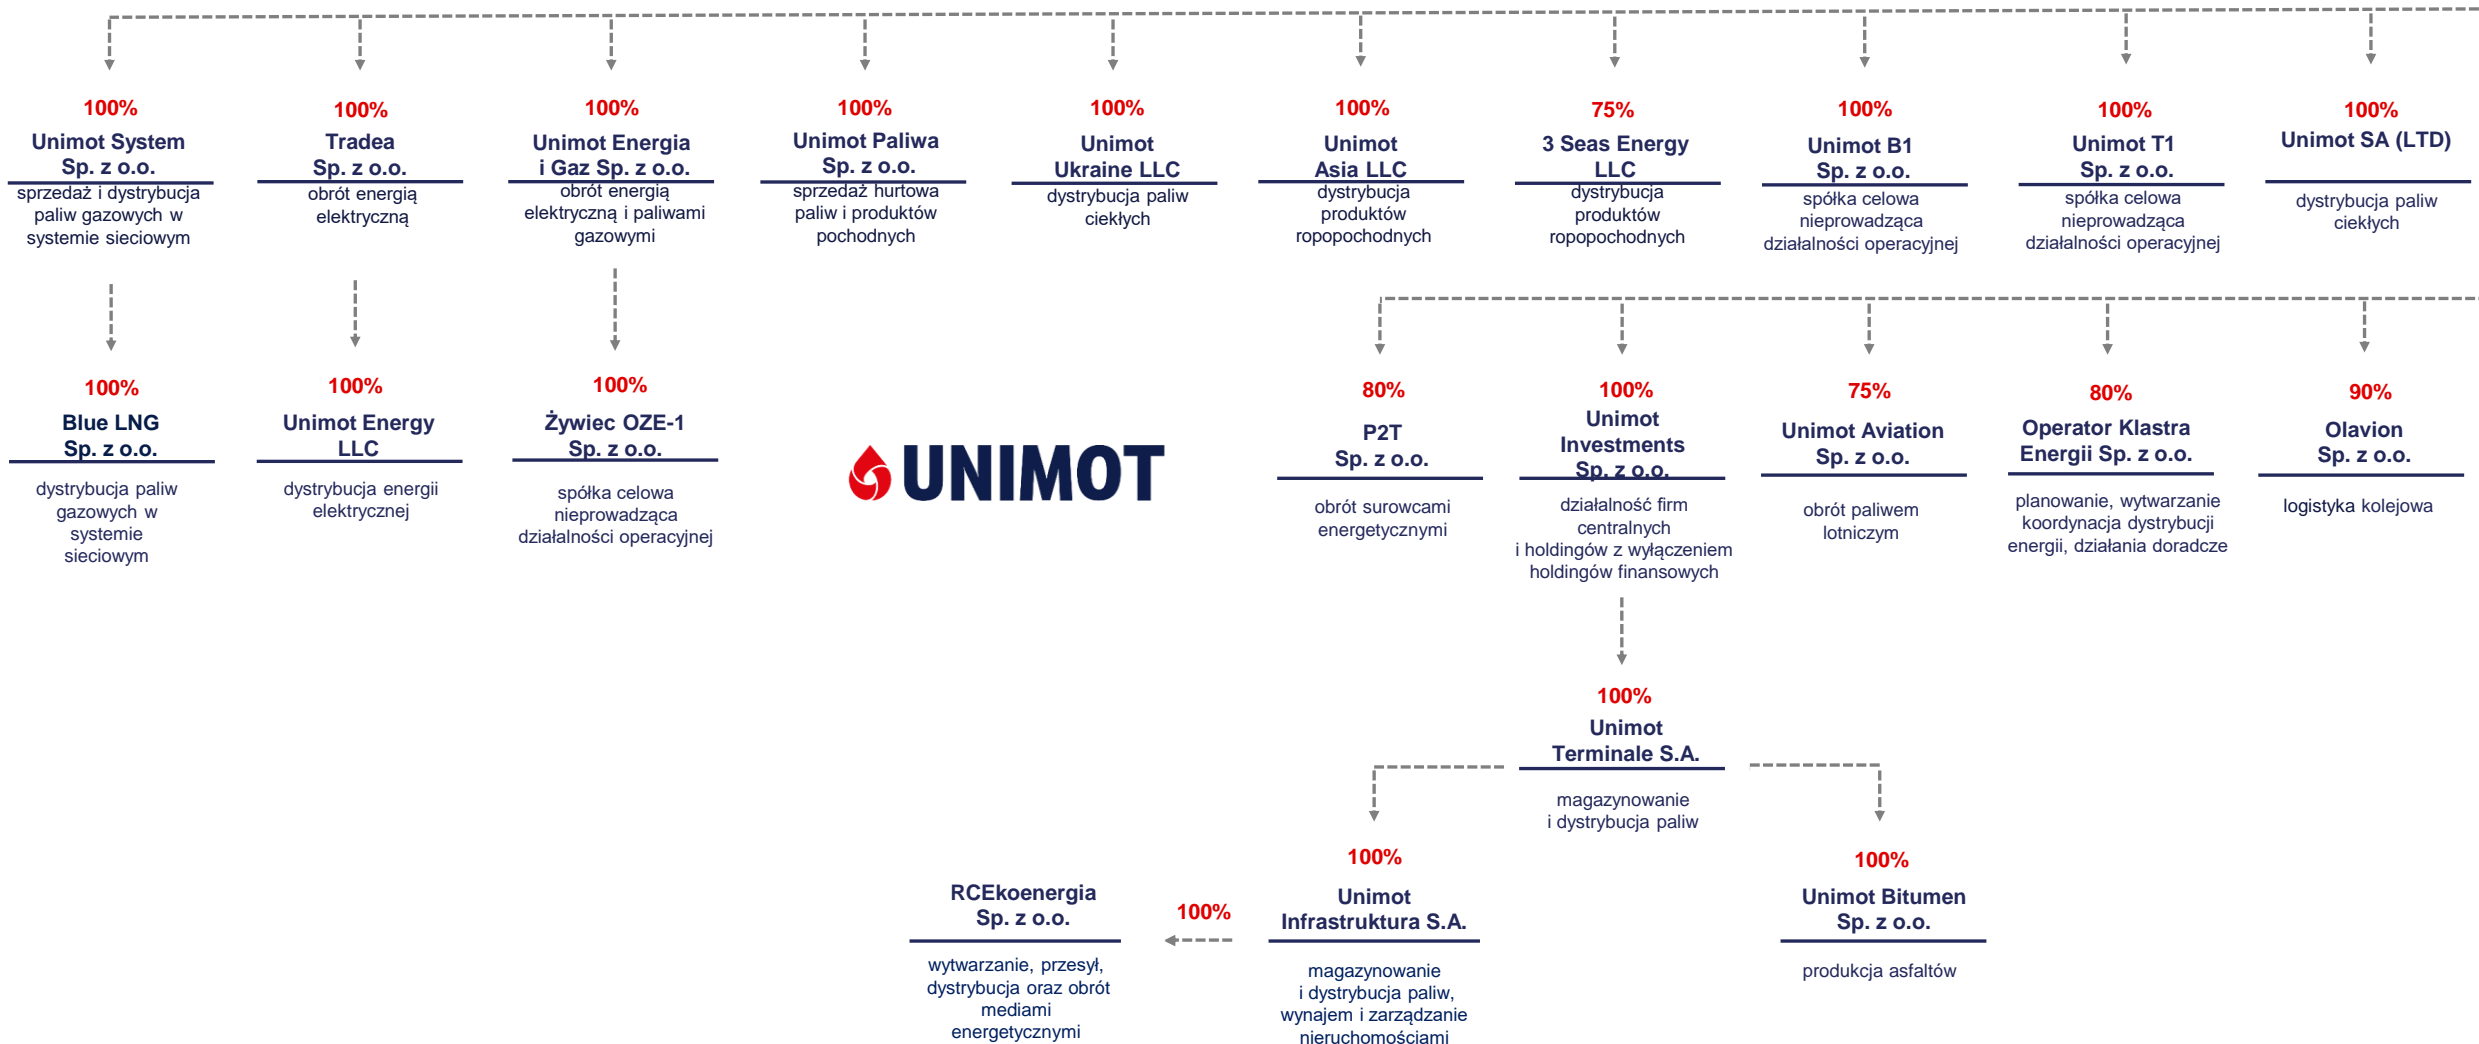 100%
Unimot System
Sp. z o.o.
sprzedaż i dystrybucja
paliw gazowych w
systemie sieciowym
100%
Tradea
Sp. z o.o.
obrót energią
elektryczną
100%
Unimot Energia
i Gaz Sp. z o.o.
obrót energią
elektryczną i paliwami
gazowymi
100%
Unimot Paliwa
Sp. z o.o.
sprzedaż hurtowa
paliw i produktów
pochodnych
100%
Unimot
Ukraine LLC
dystrybucja paliw
ciekłych
100%
Unimot
Asia LLC
dystrybucja
produktów
ropopochodnych
75%
3 Seas Energy
LLC
dystrybucja
produktów
ropopochodnych
100%
Unimot B1
Sp. z o.o.
spółka celowa
nieprowadząca
działalności operacyjnej
100%
Unimot T1
Sp. z o.o.
spółka celowa
nieprowadząca
działalności operacyjnej
100%
Unimot SA (LTD)
dystrybucja paliw
ciekłych
100%
Blue LNG
Sp. z o.o.
dystrybucja paliw
gazowych w
systemie
sieciowym
100%
Unimot Energy
LLC
dystrybucja energii
elektrycznej
100%
Żywiec OZE-1
Sp. z o.o.
spółka celowa
nieprowadząca
działalności operacyjnej
UNIMOT
80%
P2T
Sp. z o.o.
obrót surowcami
energetycznymi
100%
Unimot
Investments
Sp. z o.o.
działalność firm
centralnych
i holdingów z wyłączeniem
holdingów finansowych
75%
Unimot Aviation
Sp. z o.o.
obrót paliwem
lotniczym
80%
Operator Klastra
Energii Sp. z o.o.
planowanie, wytwarzanie
koordynacja dystrybucji
energii, działania doradcze
90%
Olavion
Sp. z o.o.
logistyka kolejowa
100%
Unimot
Terminale S.A.
magazynowanie
i dystrybucja paliw
RCEkoenergia
Sp. z o.o.
wytwarzanie, przesył,
dystrybucja oraz obrót
mediami
energetycznymi
100%
100%
Unimot
Infrastruktura S.A.
magazynowanie
i dystrybucja paliw,
wynajem i zarządzanie
nieruchomościami
100%
Unimot Bitumen
Sp. z o.o.
produkcja asfaltów